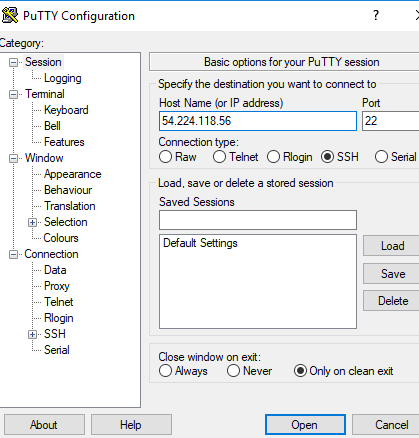 PuTTY Configuration
?
Category:
Session
Logging
Terminal
Keyboard
Bell
Features
Window
Appearance
Behaviour
Translation
Selection
Colours
Connection
Data
Proxy
Telnet
Rlogin
SSH
Serial
Basic options for your PuTTY session
Specify the destination you want to connect to
Host Name (or IP address) Port
54.224.118.56 22
Connection type:
Raw Telnet Rlogin SSH Serial
Load, save or delete a stored session
Saved Sessions
Default Settings
Load
Save
Delete
Close window on exit:
Always Never Only on clean exit
About Help Open Cancel